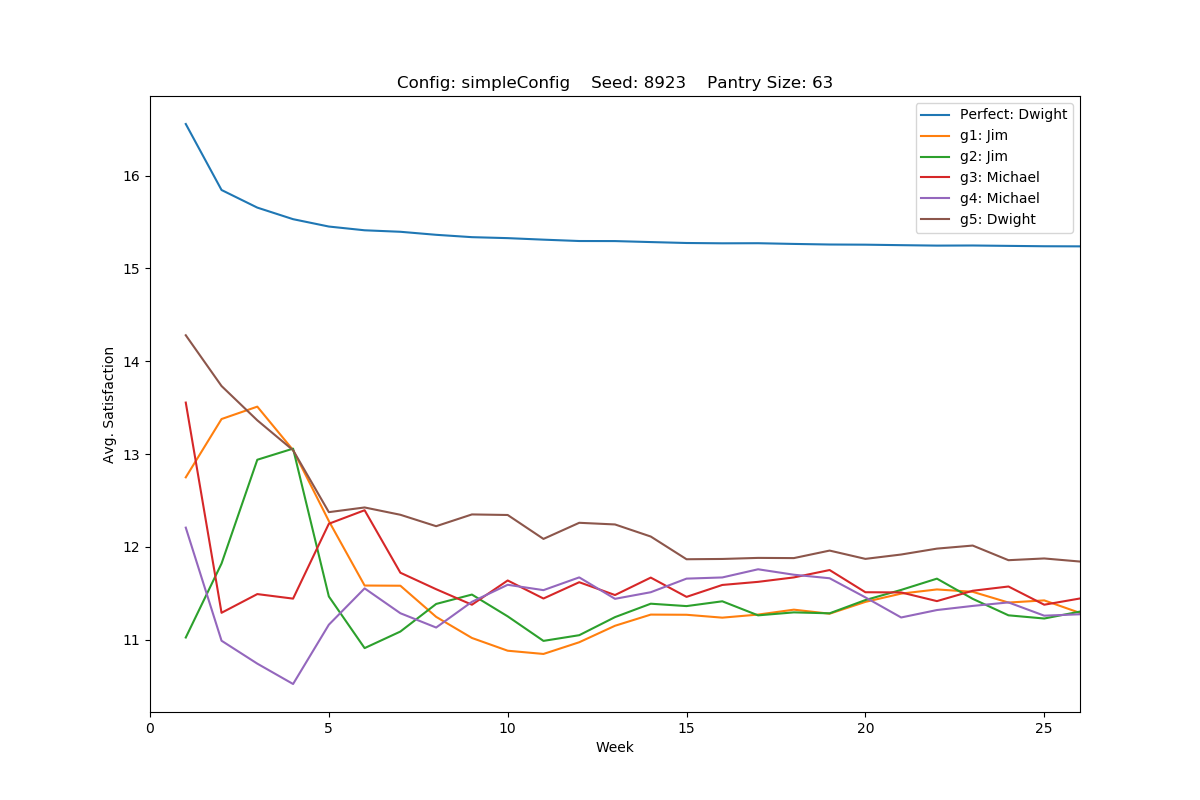 Config: simpleConfig    Seed: 8923    Pantry Size: 63
Perfect: Dwight
g1: Jim
g2: Jim
g3: Michael
g4: Michael
g5: Dwight
Avg. Satisfaction
16
15
14
13
12
11
0 5 10 15 20 25
Week